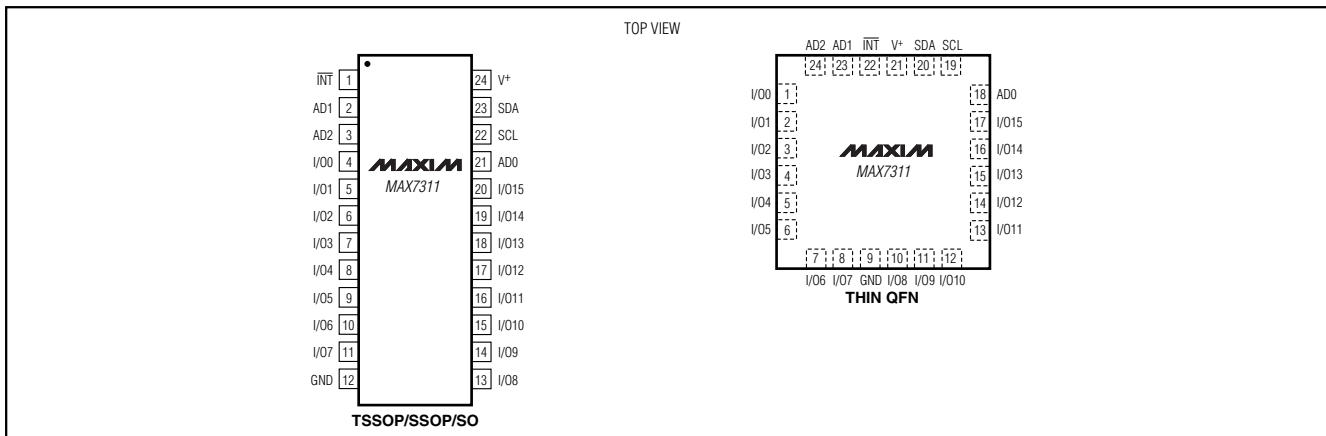 TOP VIEW
INT 1
AD1 2
AD2 3
I/O0 4
I/O1 5
I/O2 6
I/O3 7
I/O4 8
I/O5 9
I/O6 10
I/O7 11
GND 12
MAXIM
MAX7311
24 V+
23 SDA
22 SCL
21 AD0
20 I/O15
19 I/O14
18 I/O13
17 I/O12
16 I/O11
15 I/O10
14 I/O9
13 I/O8
TSSOP/SSOP/SO
AD2 AD1 INT V+ SDA SCL
24 23 22 21 20 19
I/O0 1
I/O1 2
I/O2 3
I/O3 4
I/O4 5
I/O5 6
MAXIM
MAX7311
18 AD0
17 I/O15
16 I/O14
15 I/O13
14 I/O12
13 I/O11
7 8 9 10 11 12
I/O6 I/O7 GND I/O8 I/O9 I/O10
THIN QFN